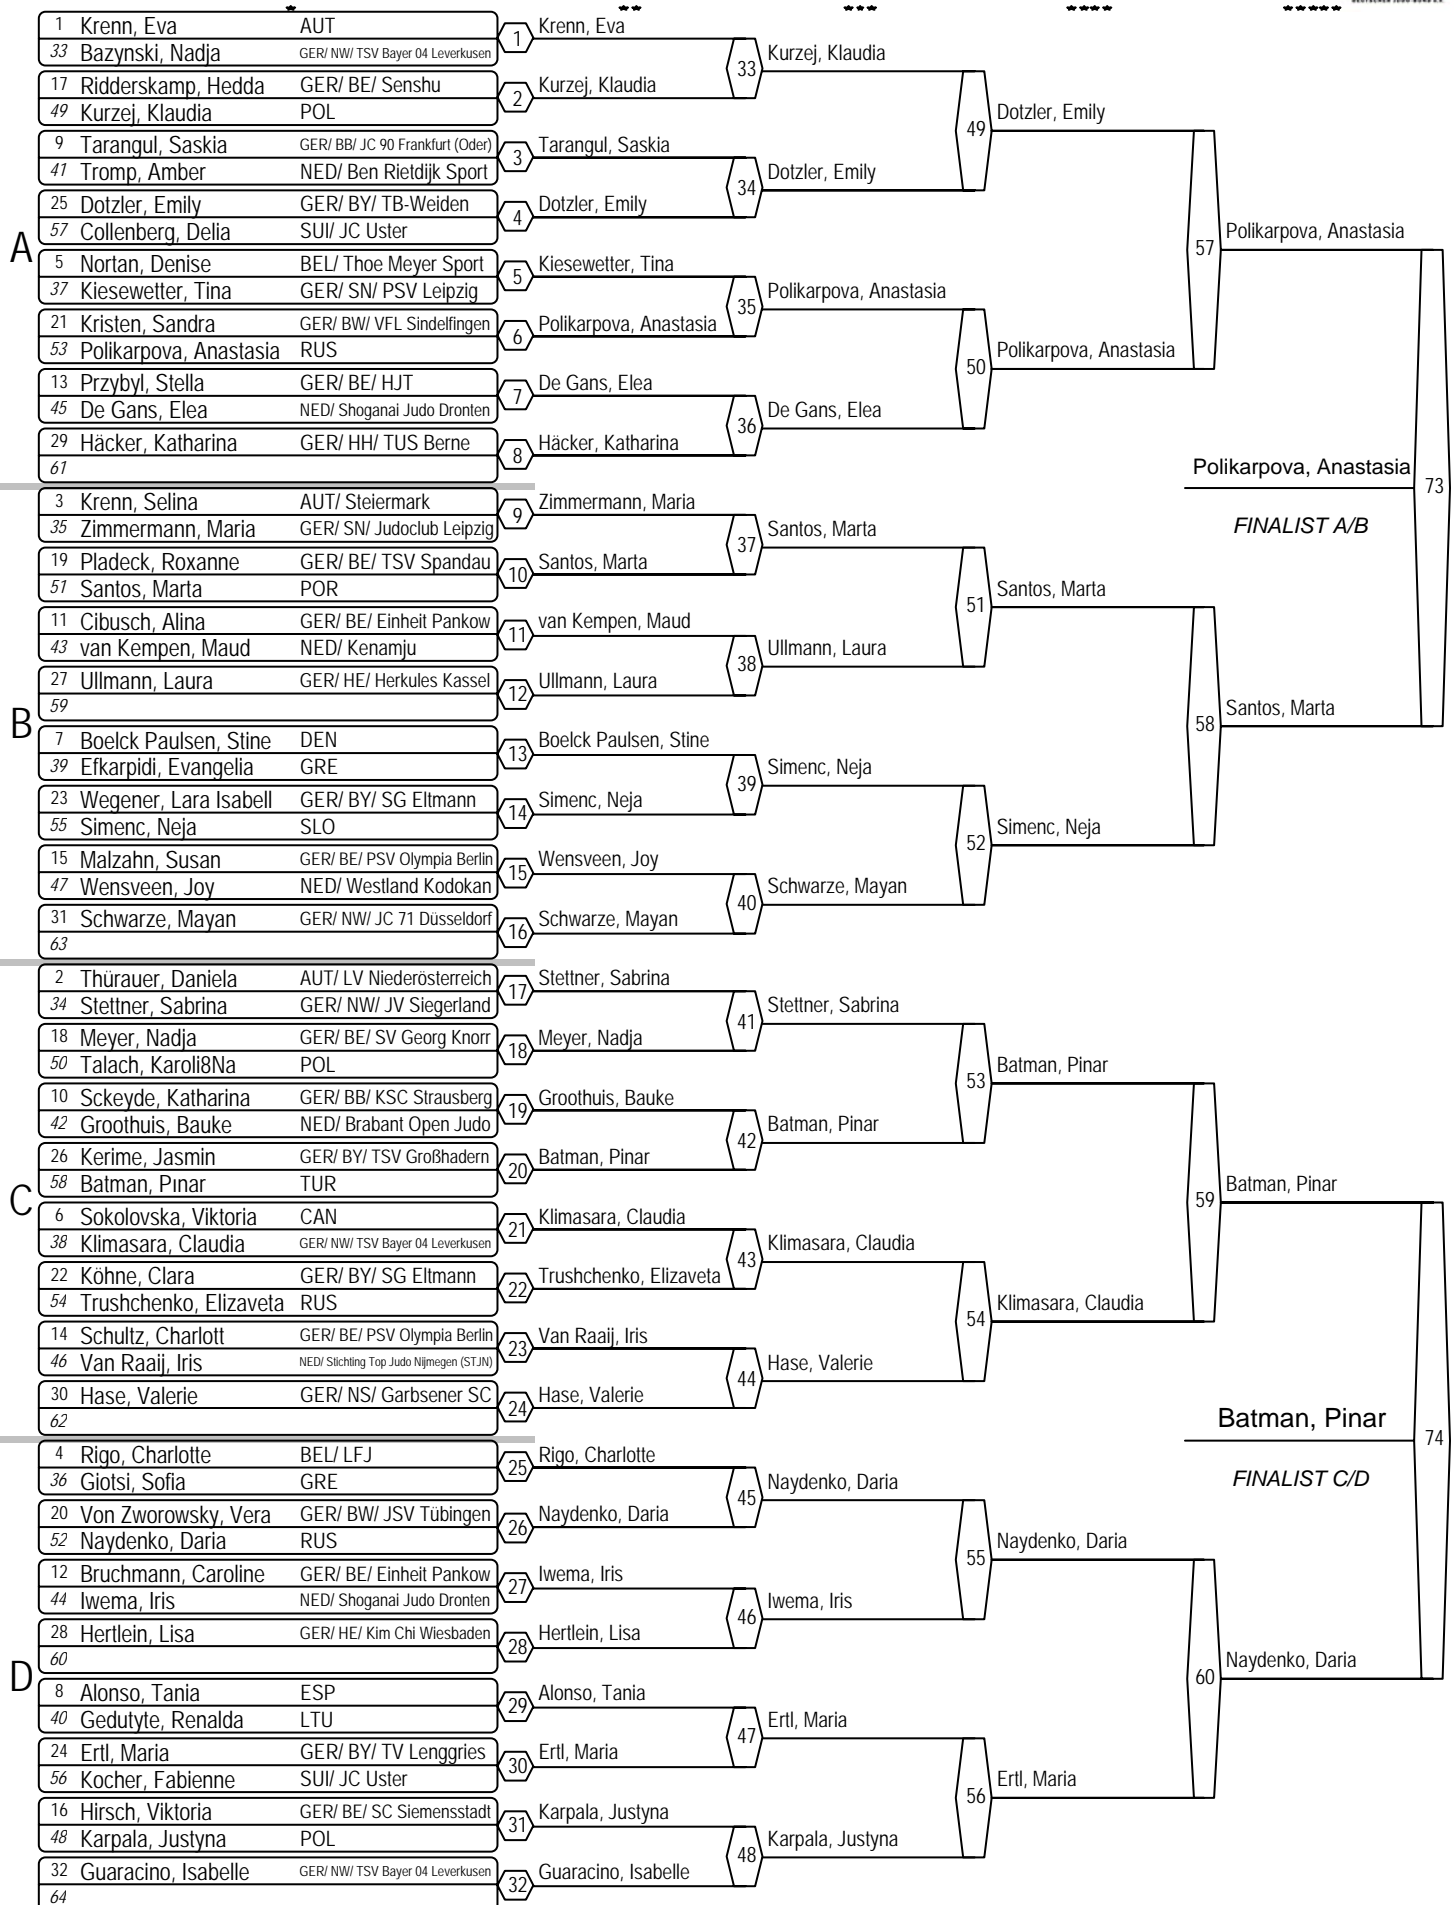 * ** *** **** *****
A
1 Krenn, Eva AUT
33 Bazynski, Nadja GER/ NW/ TSV Bayer 04 Leverkusen
1 Krenn, Eva
17 Ridderskamp, Hedda GER/ BE/ Senshu
49 Kurzej, Klaudia POL
2 Kurzej, Klaudia
33 Kurzej, Klaudia
9 Tarangul, Saskia GER/ BB/ JC 90 Frankfurt (Oder)
41 Tromp, Amber NED/ Ben Rietdijk Sport
3 Tarangul, Saskia
25 Dotzler, Emily GER/ BY/ TB-Weiden
57 Collenberg, Delia SUI/ JC Uster
4 Dotzler, Emily
34 Dotzler, Emily
49 Dotzler, Emily
5 Nortan, Denise BEL/ Thoe Meyer Sport
37 Kiesewetter, Tina GER/ SN/ PSV Leipzig
5 Kiesewetter, Tina
21 Kristen, Sandra GER/ BW/ VFL Sindelfingen
53 Polikarpova, Anastasia RUS
6 Polikarpova, Anastasia
35 Polikarpova, Anastasia
13 Przybyl, Stella GER/ BE/ HJT
45 De Gans, Elea NED/ Shoganai Judo Dronten
7 De Gans, Elea
29 Häcker, Katharina GER/ HH/ TUS Berne
61
8 Häcker, Katharina
36 De Gans, Elea
50 Polikarpova, Anastasia
57 Polikarpova, Anastasia
B
3 Krenn, Selina AUT/ Steiermark
35 Zimmermann, Maria GER/ SN/ Judoclub Leipzig
9 Zimmermann, Maria
19 Pladeck, Roxanne GER/ BE/ TSV Spandau
51 Santos, Marta POR
10 Santos, Marta
37 Santos, Marta
11 Cibusch, Alina GER/ BE/ Einheit Pankow
43 van Kempen, Maud NED/ Kenamju
11 van Kempen, Maud
27 Ullmann, Laura GER/ HE/ Herkules Kassel
59
12 Ullmann, Laura
38 Ullmann, Laura
51 Santos, Marta
7 Boelck Paulsen, Stine DEN
39 Efkarpidi, Evangelia GRE
13 Boelck Paulsen, Stine
23 Wegener, Lara Isabell GER/ BY/ SG Eltmann
55 Simenc, Neja SLO
14 Simenc, Neja
39 Simenc, Neja
15 Malzahn, Susan GER/ BE/ PSV Olympia Berlin
47 Wensveen, Joy NED/ Westland Kodokan
15 Wensveen, Joy
31 Schwarze, Mayan GER/ NW/ JC 71 Düsseldorf
63
16 Schwarze, Mayan
40 Schwarze, Mayan
52 Simenc, Neja
58 Santos, Marta
Polikarpova, Anastasia
73
FINALIST A/B
C
2 Thürauer, Daniela AUT/ LV Niederösterreich
34 Stettner, Sabrina GER/ NW/ JV Siegerland
17 Stettner, Sabrina
18 Meyer, Nadja GER/ BE/ SV Georg Knorr
50 Talach, Karoli8Na POL
18 Meyer, Nadja
41 Stettner, Sabrina
10 Sckeyde, Katharina GER/ BB/ KSC Strausberg
42 Groothuis, Bauke NED/ Brabant Open Judo
19 Groothuis, Bauke
26 Kerime, Jasmin GER/ BY/ TSV Großhadern
58 Batman, Pınar TUR
20 Batman, Pinar
42 Batman, Pinar
53 Batman, Pinar
6 Sokolovska, Viktoria CAN
38 Klimasara, Claudia GER/ NW/ TSV Bayer 04 Leverkusen
21 Klimasara, Claudia
22 Köhne, Clara GER/ BY/ SG Eltmann
54 Trushchenko, Elizaveta RUS
22 Trushchenko, Elizaveta
43 Klimasara, Claudia
14 Schultz, Charlott GER/ BE/ PSV Olympia Berlin
46 Van Raaij, Iris NED/ Stichting Top Judo Nijmegen (STJN)
23 Van Raaij, Iris
30 Hase, Valerie GER/ NS/ Garbsener SC
62
24 Hase, Valerie
44 Hase, Valerie
54 Klimasara, Claudia
59 Batman, Pinar
D
4 Rigo, Charlotte BEL/ LFJ
36 Giotsi, Sofia GRE
25 Rigo, Charlotte
20 Von Zworowsky, Vera GER/ BW/ JSV Tübingen
52 Naydenko, Daria RUS
26 Naydenko, Daria
45 Naydenko, Daria
12 Bruchmann, Caroline GER/ BE/ Einheit Pankow
44 Iwema, Iris NED/ Shoganai Judo Dronten
27 Iwema, Iris
28 Hertlein, Lisa GER/ HE/ Kim Chi Wiesbaden
60
28 Hertlein, Lisa
46 Iwema, Iris
55 Naydenko, Daria
8 Alonso, Tania ESP
40 Gedutyte, Renalda LTU
29 Alonso, Tania
24 Ertl, Maria GER/ BY/ TV Lenggries
56 Kocher, Fabienne SUI/ JC Uster
30 Ertl, Maria
47 Ertl, Maria
16 Hirsch, Viktoria GER/ BE/ SC Siemensstadt
48 Karpala, Justyna POL
31 Karpala, Justyna
32 Guaracino, Isabelle GER/ NW/ TSV Bayer 04 Leverkusen
64
32 Guaracino, Isabelle
48 Karpala, Justyna
56 Ertl, Maria
60 Naydenko, Daria
Batman, Pinar
74
FINALIST C/D